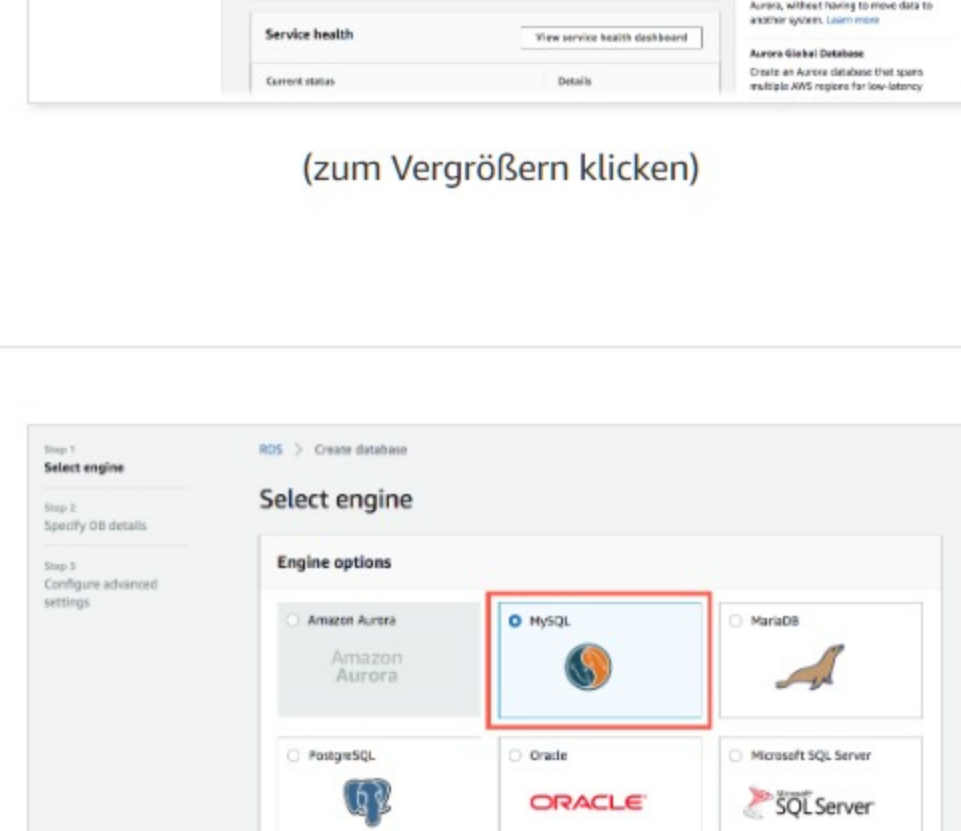 Aurora, without having to move data to
another system. Learn more
Service health
View service health dashboard
Aurora Global Database
Current status
Details
Create an Aurora database that spans
multiple AWS regions for low-latency
(zum Vergrößern klicken)
Step 1
Select engine
RDS > Create database
Step 2
Specify DB details
Select engine
Step 3
Configure advanced
settings
Engine options
Amazon Aurora
MySQL
MariaDB
Amazon
Aurora
PostgreSQL
Oracle
Microsoft SQL Server
ORACLE
Microsoft
SQL Server